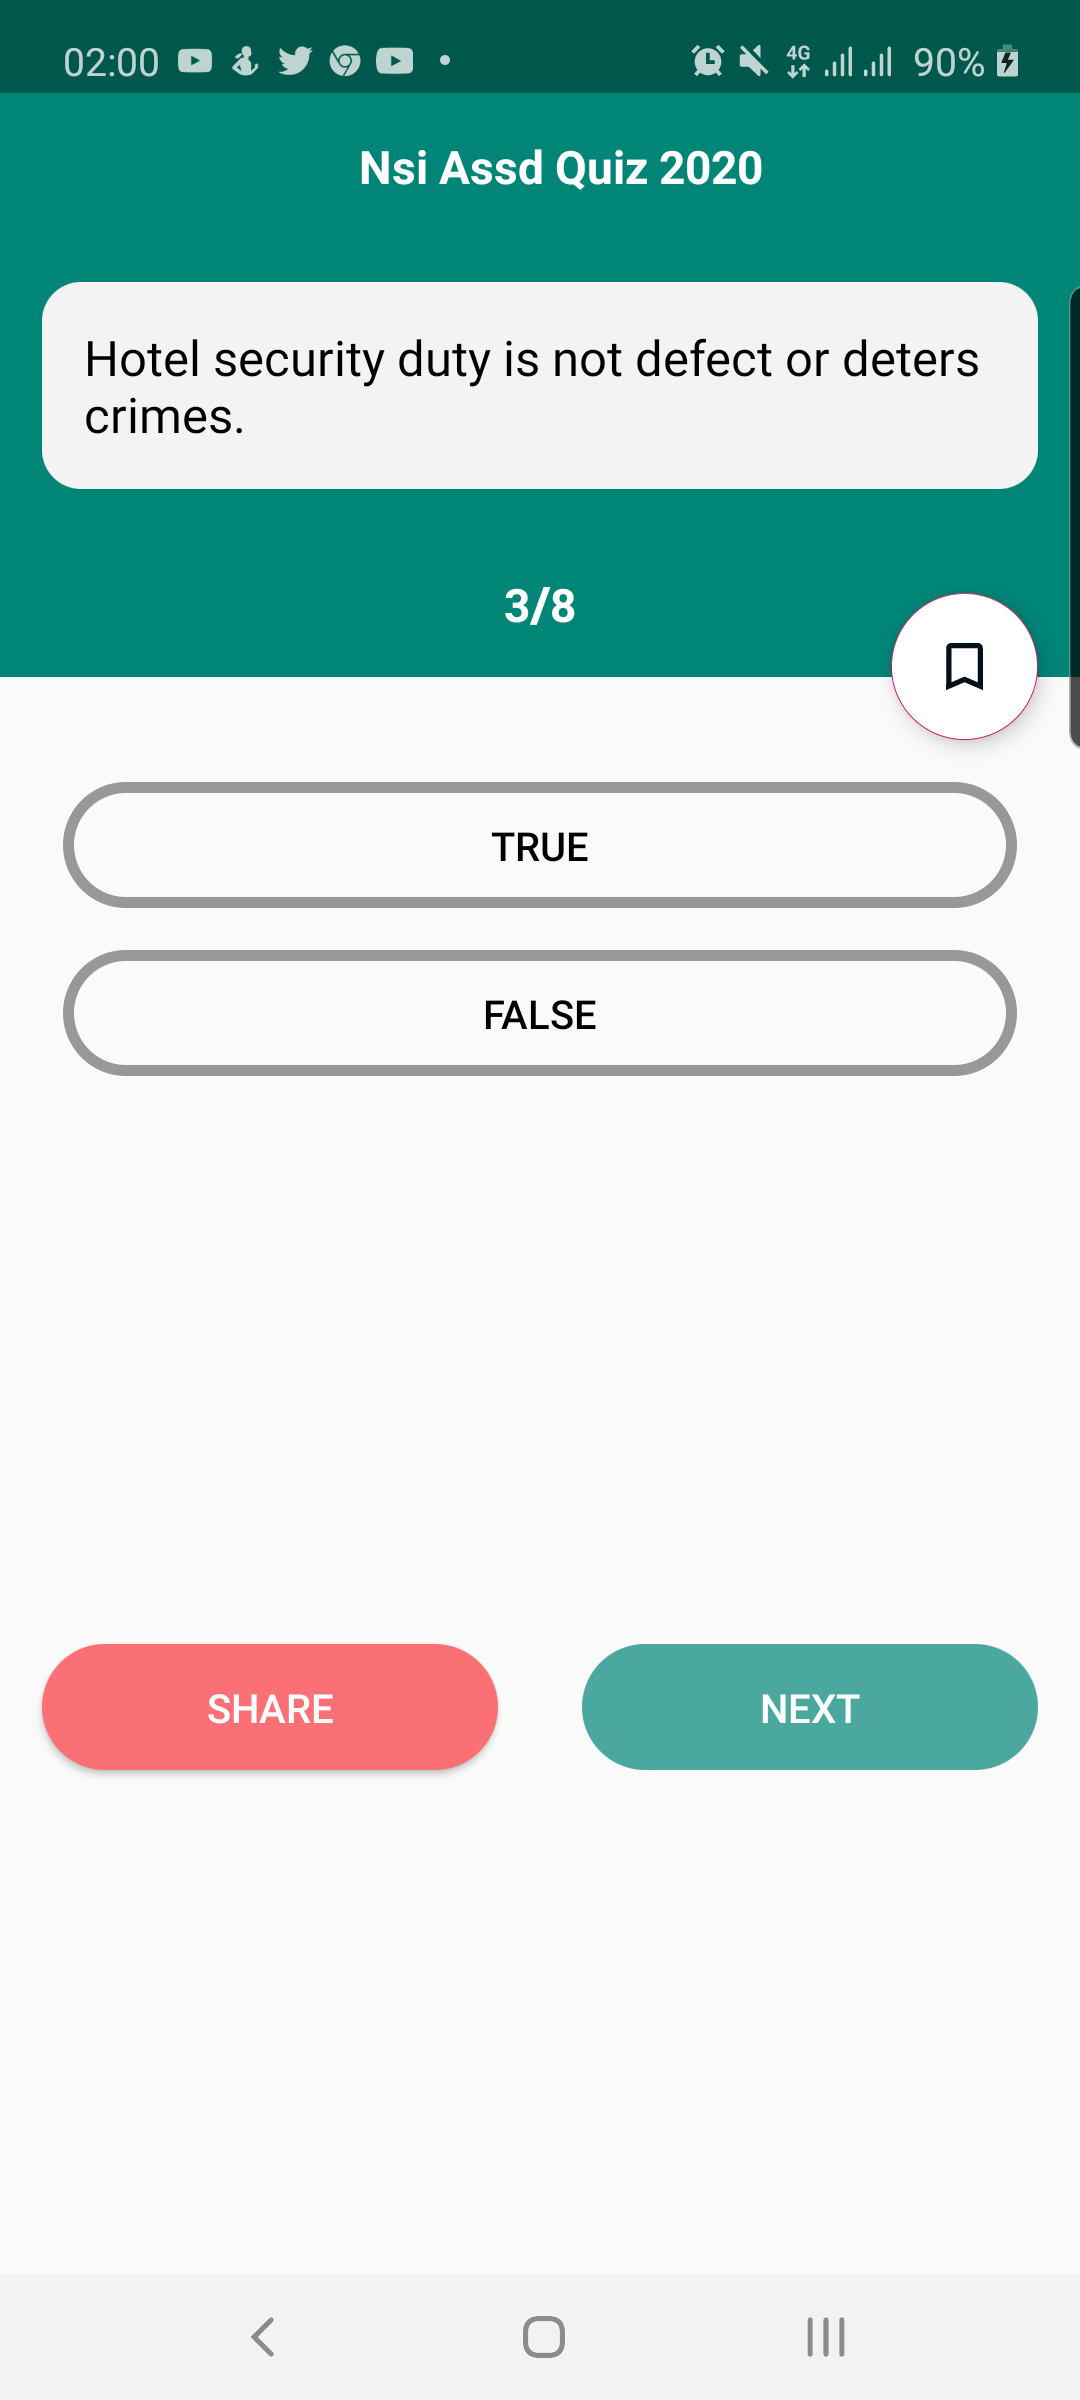 02:00 4G 90%
Nsi Assd Quiz 2020
Hotel security duty is not defect or deters
crimes.
3/8
TRUE
FALSE
SHARE NEXT